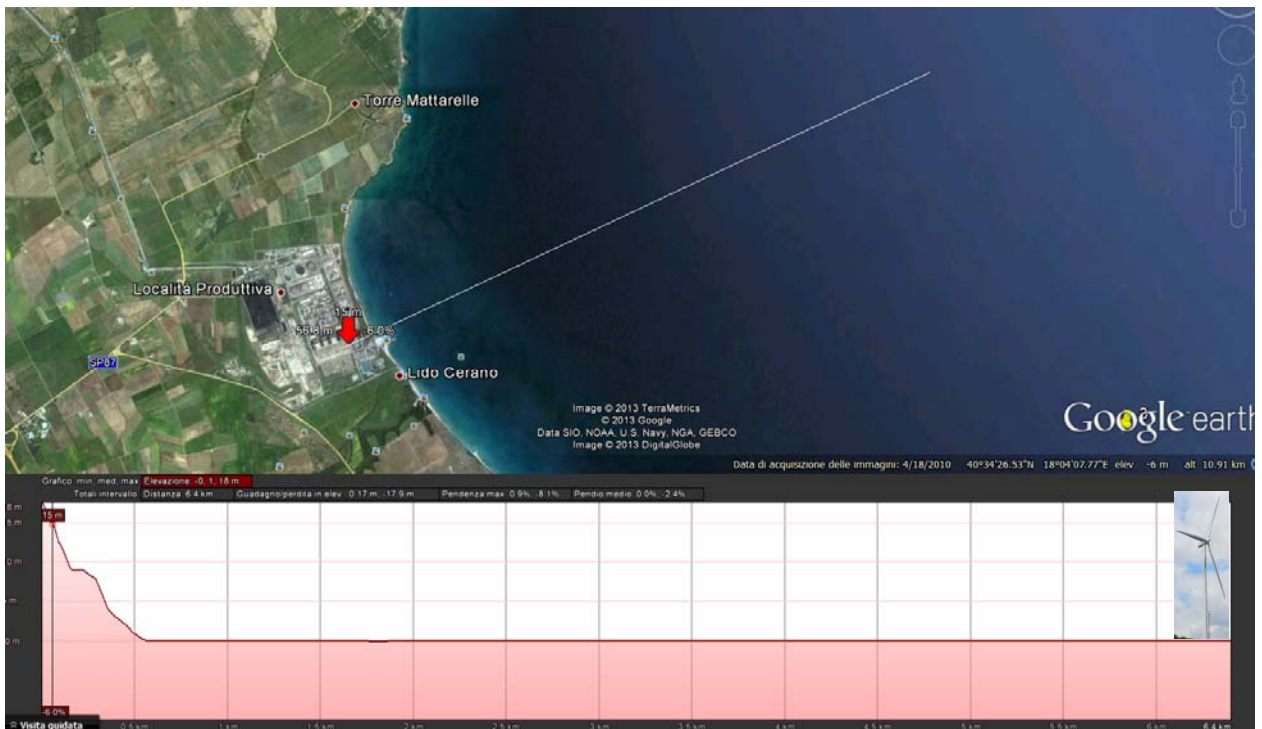 Torre Mattarelle
Località Produttiva
15 m
56.8 m -6.0%
SP87
Lido Cerano
Image © 2013 TerraMetrics
© 2013 Google
Data SIO, NOAA, U.S. Navy, NGA, GEBCO
Image © 2013 DigitalGlobe
Google earth
Data di acquisizione delle immagini: 4/18/2010 40°34'26.53"N 18°04'07.77"E elev -6 m alt 10.91 km
Grafico min, med, max Elevazione -0, 1, 18 m
Totali intervallo Distanza 6.4 km Guadagno/perdita in elev. 0.17 m, -17.9 m Pendenza max 0.9%, -8.1% Pendio medio 0.0%, -2.4%
8 m
15 m
5 m
0 m
m
0 m
-6.0%
Visita guidata 0.5 km 1 km 1.5 km 2 km 2.5 km 3 km 3.5 km 4 km 4.5 km 5 km 5.5 km 6 km 6.4 km